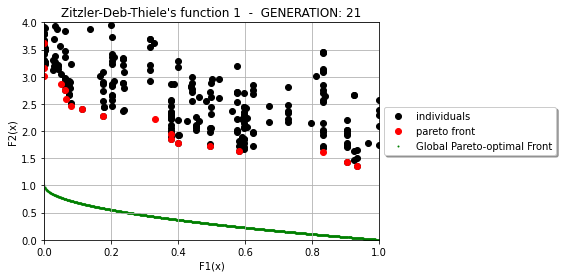 Zitzler-Deb-Thiele's function 1 - GENERATION: 21
4.0
3.5
3.0
2.5
2.0
1.5
1.0
0.5
0.0
F2(x)
0.0 0.2 0.4 0.6 0.8 1.0
F1(x)
individuals
pareto front
Global Pareto-optimal Front